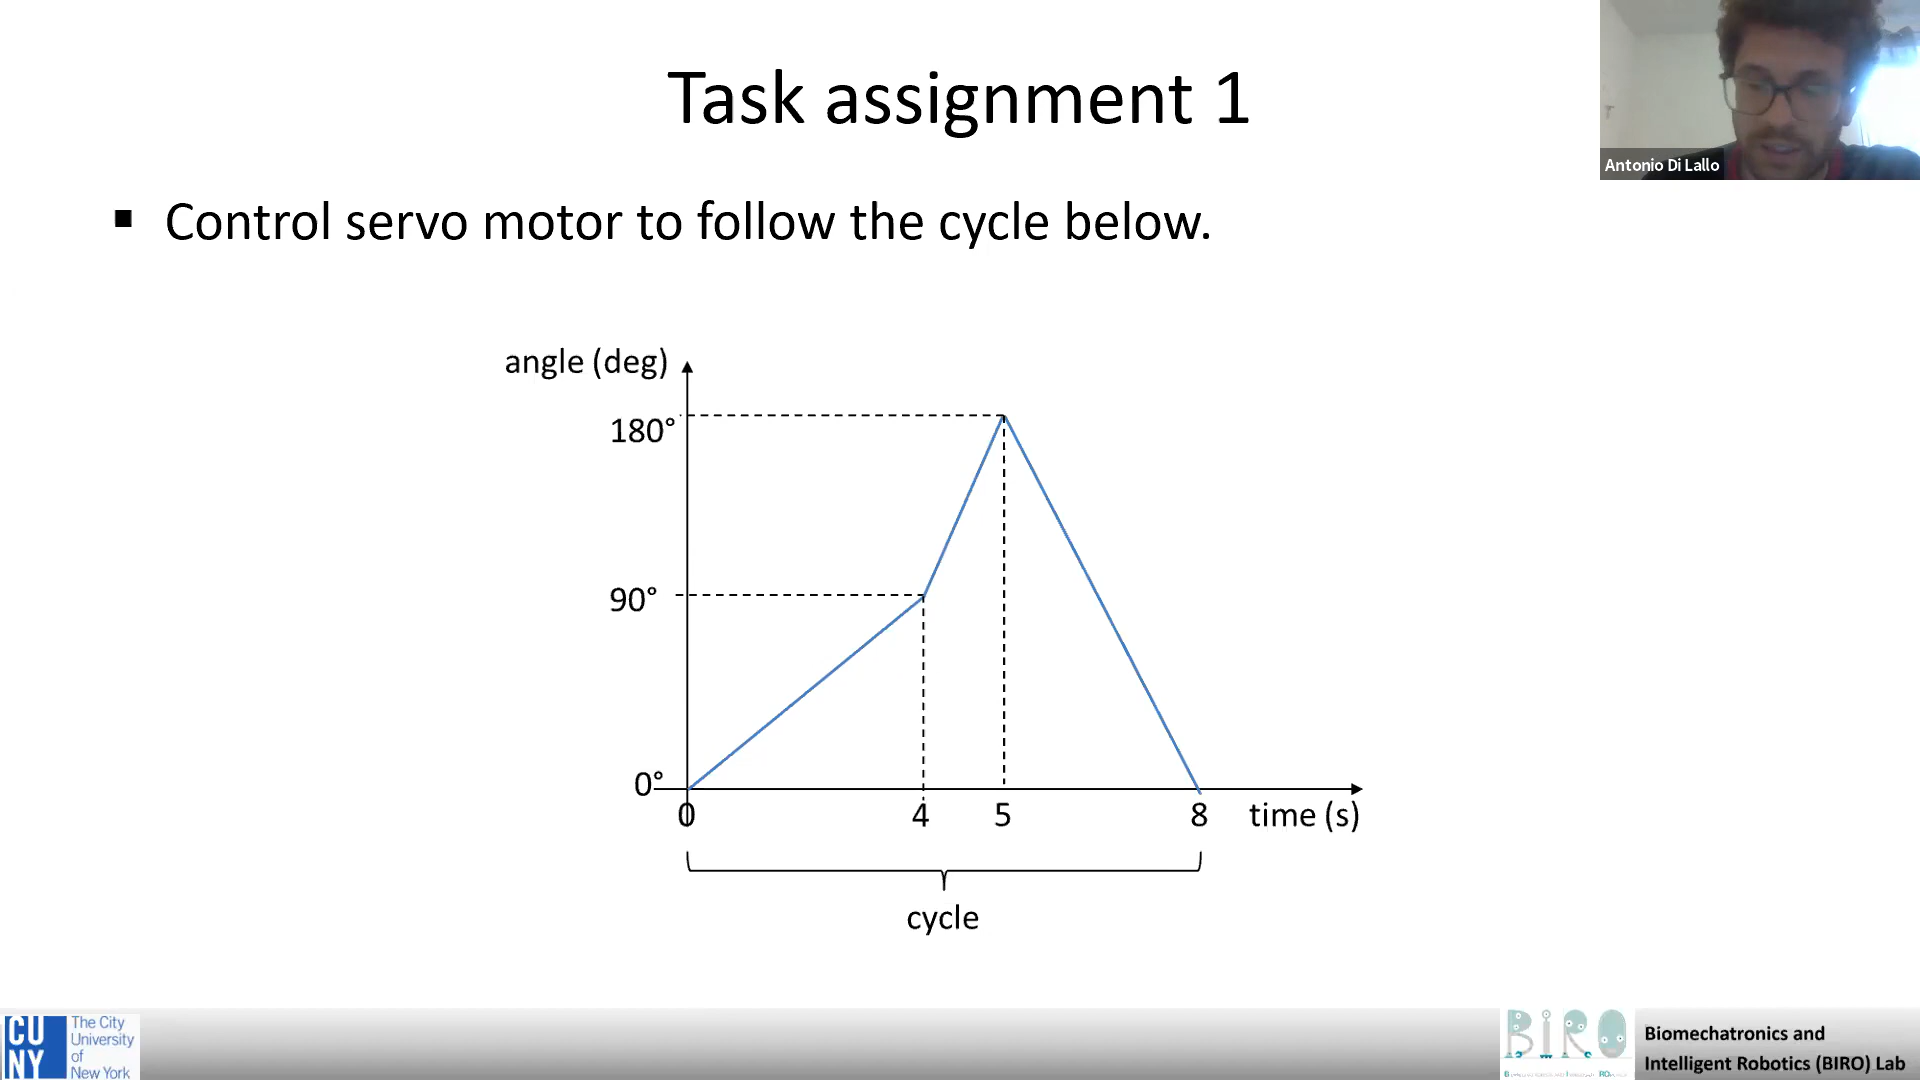 Task assignment 1
Antonio Di Lallo
▪ Control servo motor to follow the cycle below.
angle (deg)
180°
90°
0°
0 4 5 8 time (s)
cycle
CU
NY
The City
University
of
New York
BiRO
Biomechatronics and
Intelligent Robotics (BIRO) Lab